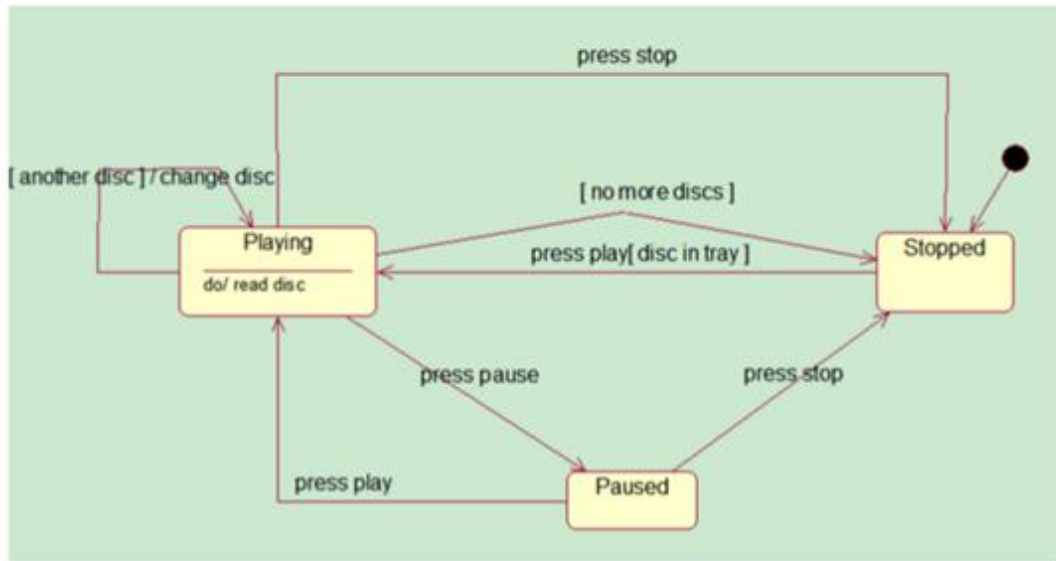 press stop
[ another disc ] / change disc
[ no more discs ]
Playing
Stopped
press play[ disc in tray ]
do/ read disc
press pause
press stop
press play
Paused